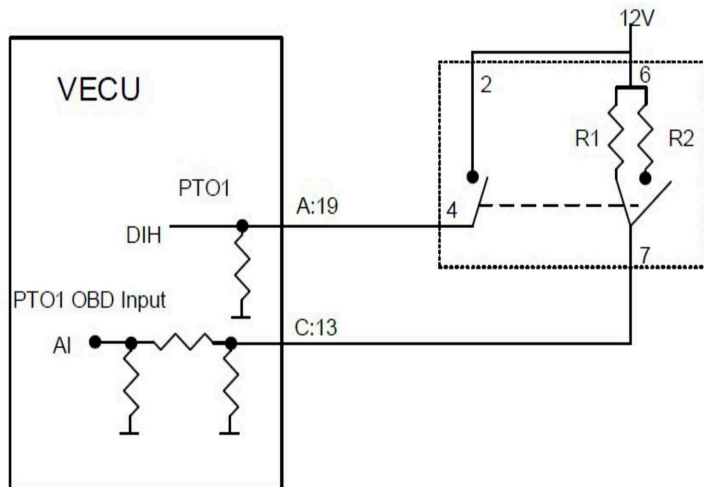 12V
VECU
2
6
R1
R2
PTO1
A:19
4
DIH
7
PTO1 OBD Input
C:13
AI